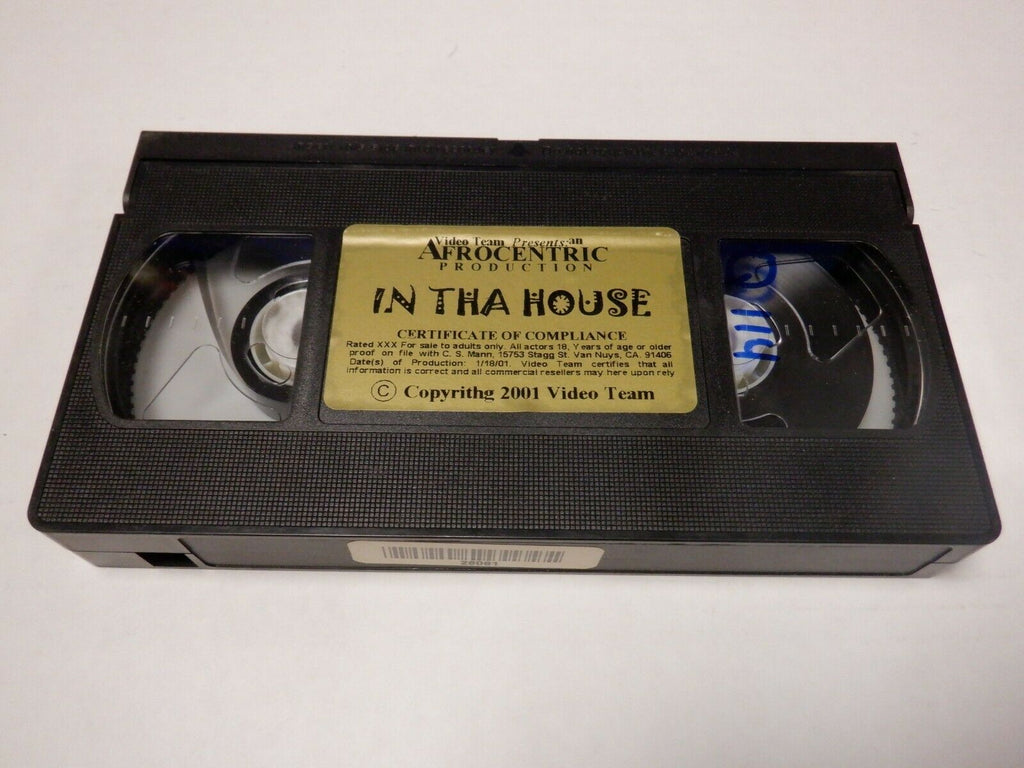 Video Team Presents: an
AFROCENTRIC
PRODUCTION
IN THA HOUSE
CERTIFICATE OF COMPLIANCE
Rated XXX For sale to adults only. All actors 18, Years of age or older
proof on file with C. S. Mann, 15753 Stagg St. Van Nuys, CA. 91406
Date(s) of Production: 1/18/01. Video Team certifies that all
information is correct and all commercial resellers may here upon rely
© Copyrithg 2001 Video Team